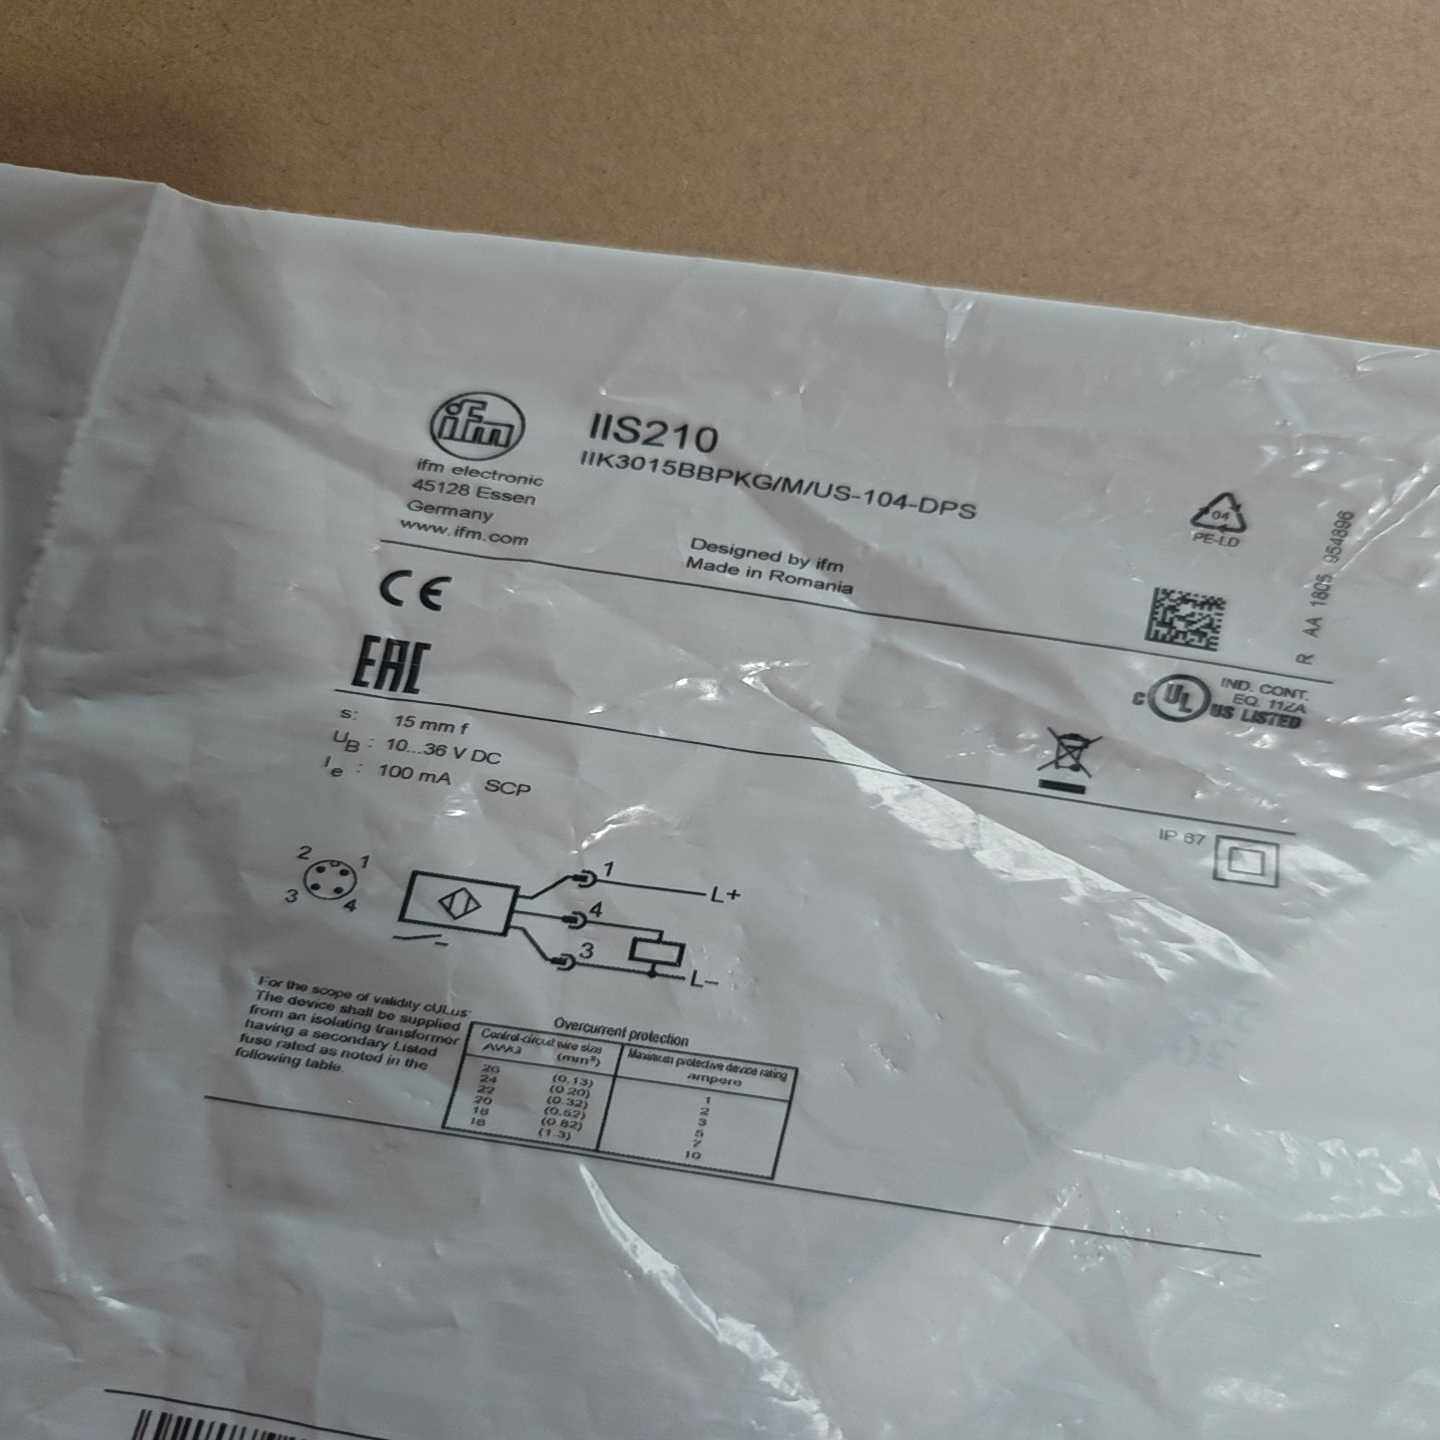 ifm
ifm electronic
45128 Essen
Germany
www.ifm.com
IIS210
IIK3015BBPKG/M/US-104-DPS
Designed by ifm
Made in Romania
04
PE-LD
R AA 1805 954896
CE
EAC
c UL US LISTED
IND. CONT.
EQ. 11ZA
s: 15 mm f
UB : 10...36 V DC
Ie : 100 mA SCP
IP 67
2 1
3 4
1 L+
4
3 L–
For the scope of validity cULus:
The device shall be supplied
from an isolating transformer
having a secondary Listed
fuse rated as noted in the
following table.
Overcurrent protection
Control-circuit wire size
AWG (mm²)
Maximum protective device rating
ampere
26 (0.13) 1
24 (0.20) 2
22 (0.32) 3
20 (0.52) 5
18 (0.82) 7
16 (1.3) 10